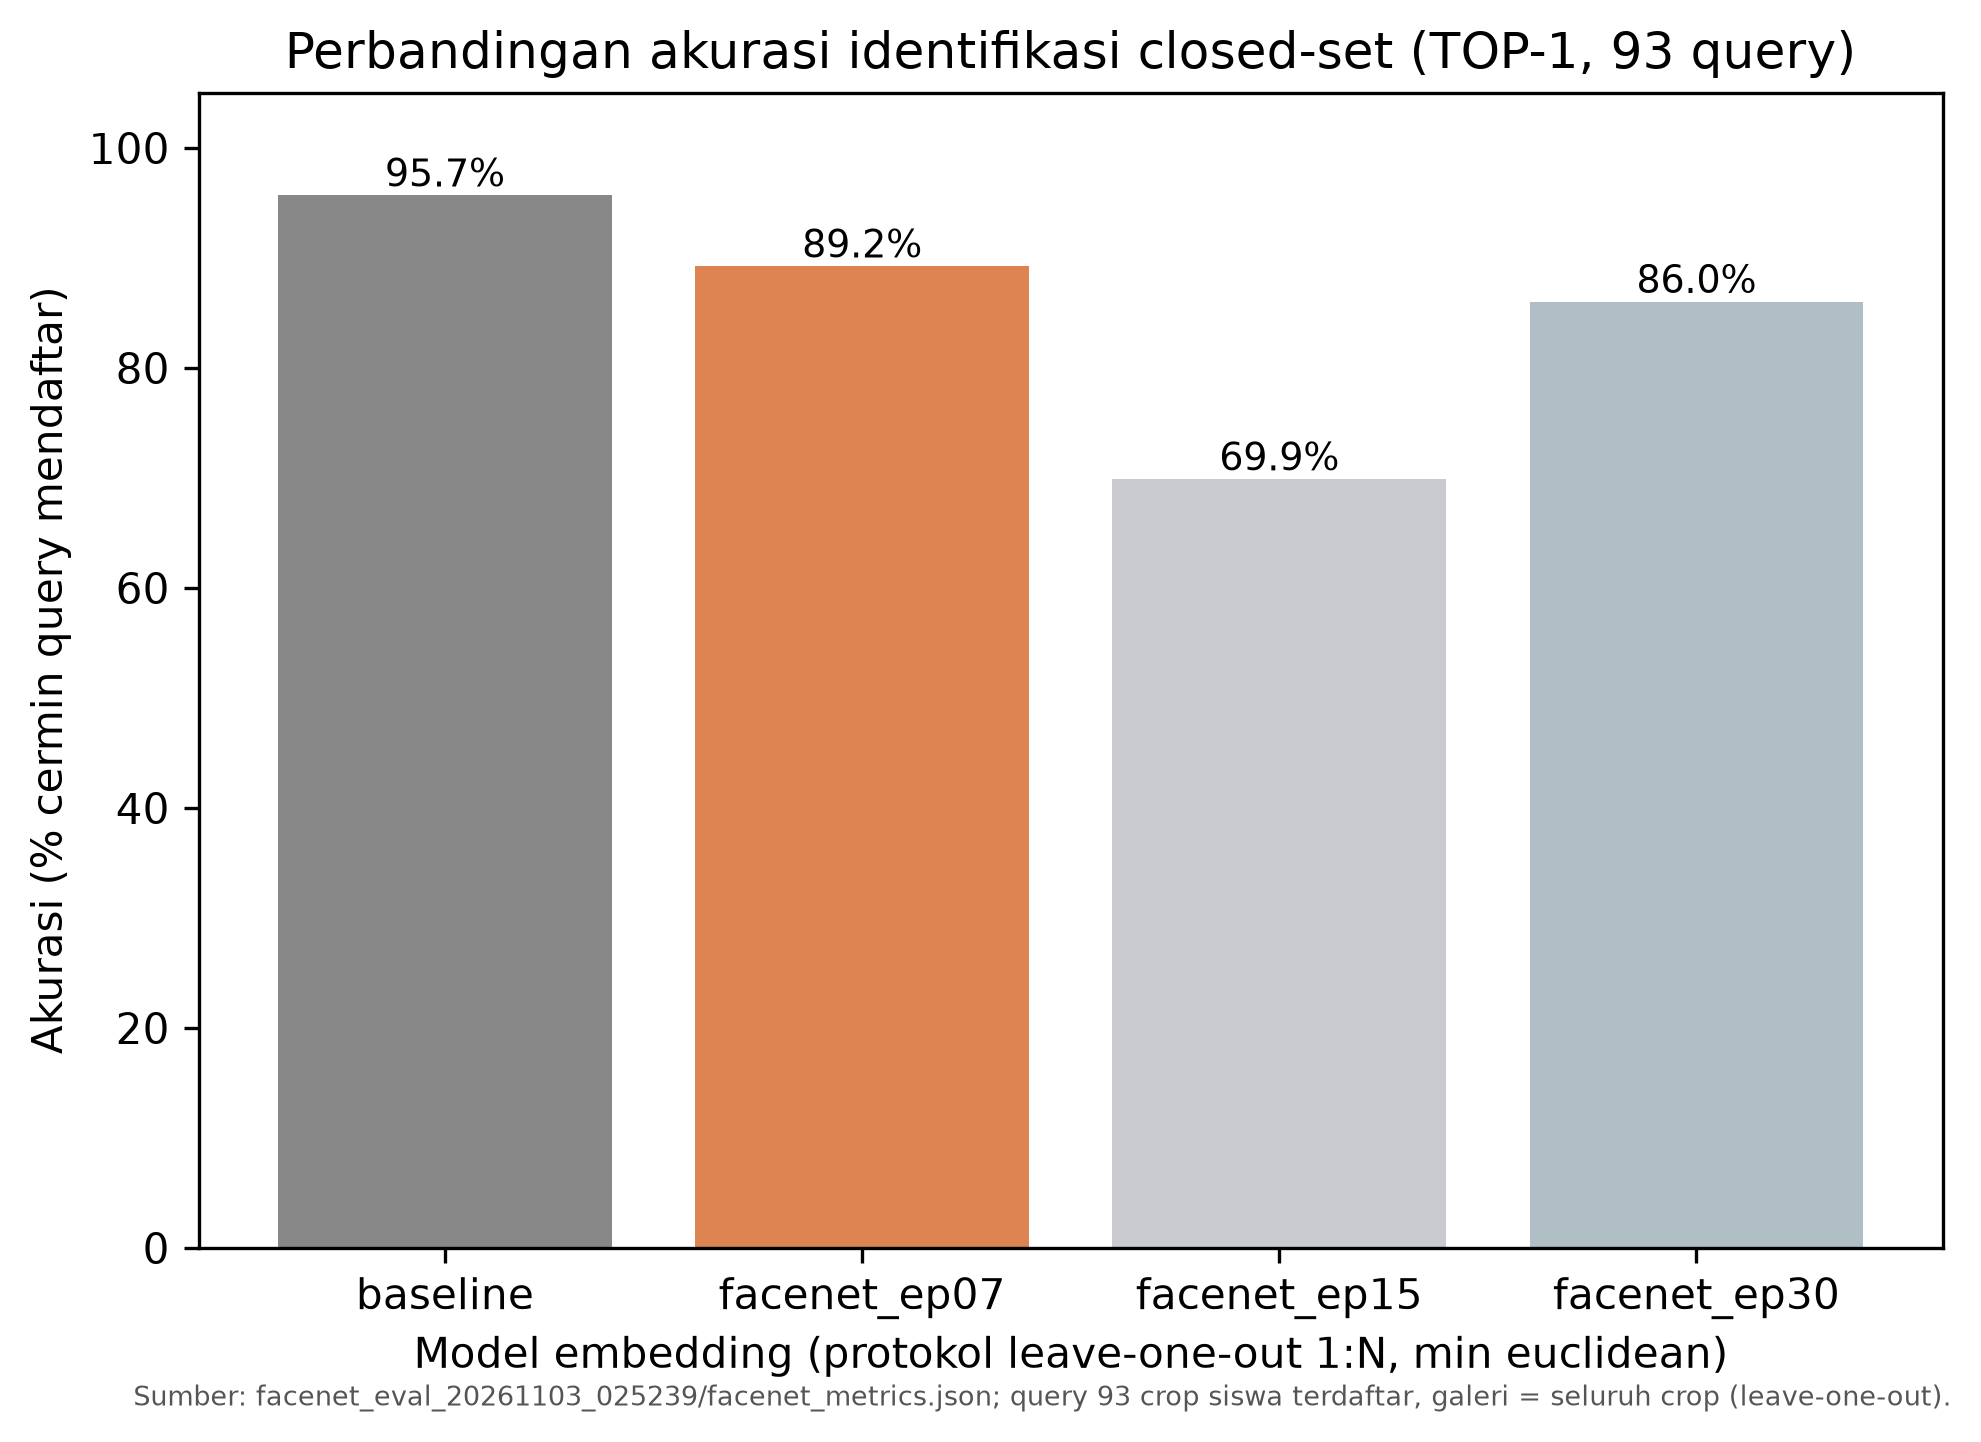 Perbandingan akurasi identifikasi closed-set (TOP-1, 93 query)
Akurasi (% cermin query mendaftar)
100
80
60
40
20
0
95.7%
89.2%
69.9%
86.0%
baseline
facenet_ep07
facenet_ep15
facenet_ep30
Model embedding (protokol leave-one-out 1:N, min euclidean)
Sumber: facenet_eval_20261103_025239/facenet_metrics.json; query 93 crop siswa terdaftar, galeri = seluruh crop (leave-one-out).